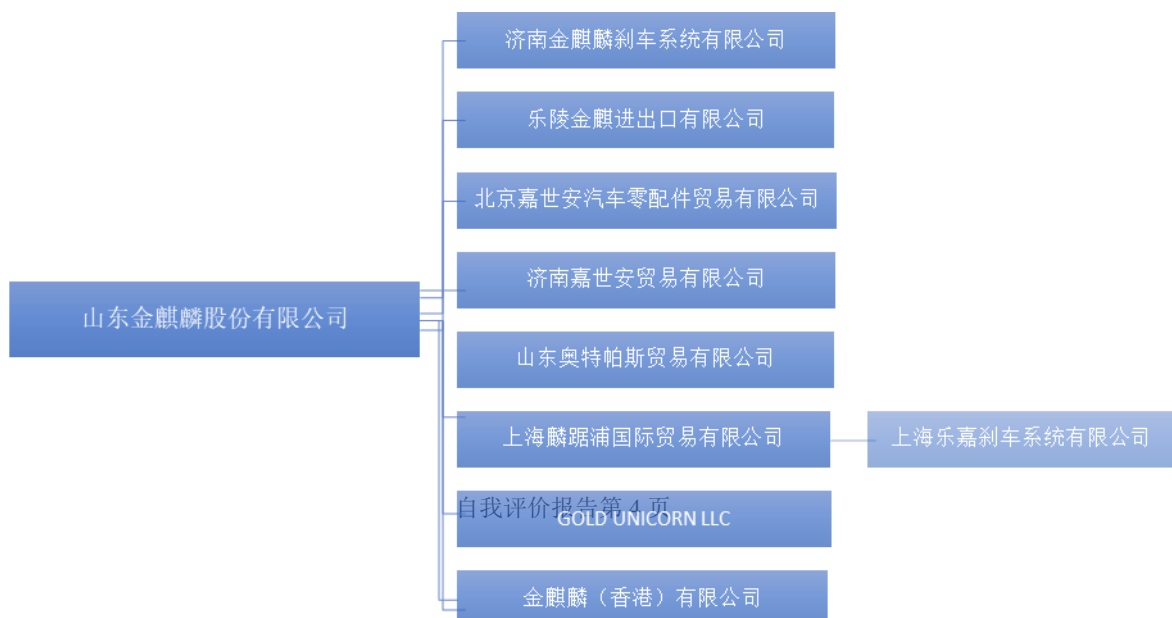 济南金麒麟刹车系统有限公司
乐陵金麒进出口有限公司
北京嘉世安汽车零配件贸易有限公司
济南嘉世安贸易有限公司
山东金麒麟股份有限公司
山东奥特帕斯贸易有限公司
上海麟踞浦国际贸易有限公司
上海乐嘉刹车系统有限公司
自我评价报告第 4 页
GOLD UNICORN LLC
金麒麟（香港）有限公司